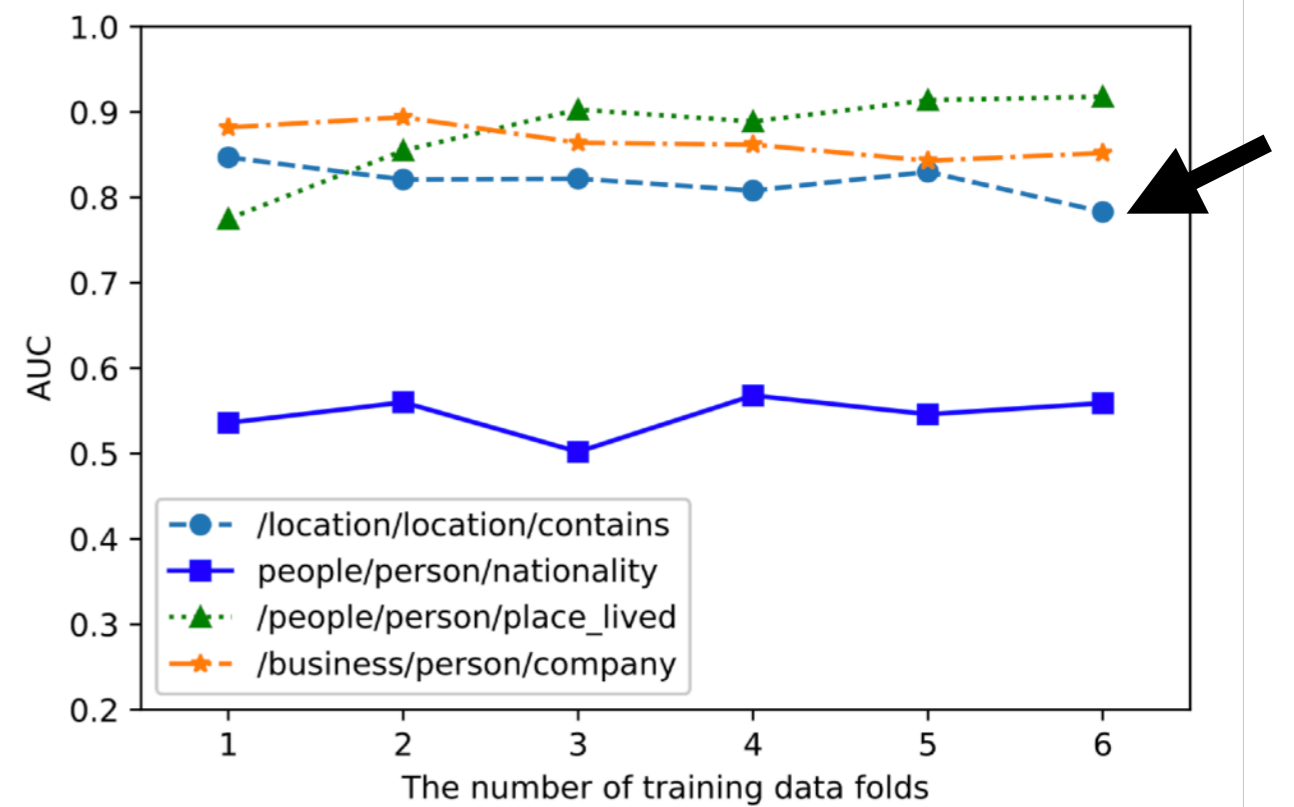 1.0
0.9
0.8
0.7
0.6
0.5
0.4
0.3
0.2
AUC
/location/location/contains
people/person/nationality
/people/person/place_lived
/business/person/company
1 2 3 4 5 6
The number of training data folds